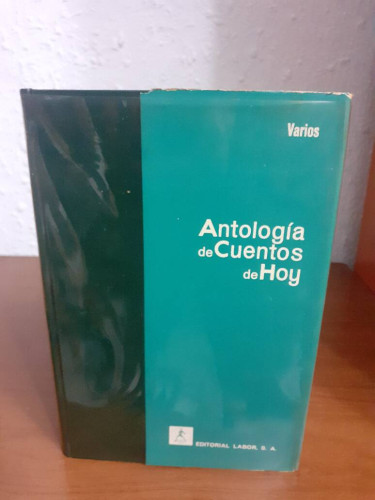 Varios
Antología
de Cuentos
de Hoy
EDITORIAL LABOR, S. A.